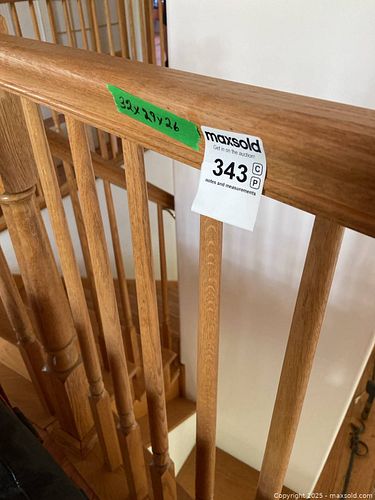 32x29x26
maxsold
Get in on the auction!
343
C
P
notes and measurements
Copyright 2025 - maxsold.com